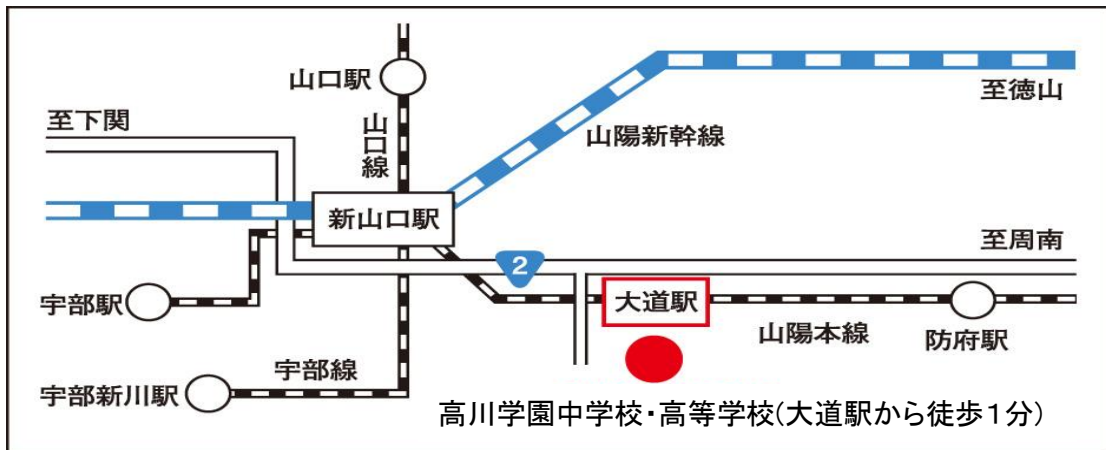 山口駅
至徳山
至下関
山口線
山陽新幹線
新山口駅
至周南
2
宇部駅
大道駅
山陽本線
防府駅
宇部線
宇部新川駅
高川学園中学校・高等学校(大道駅から徒歩１分)